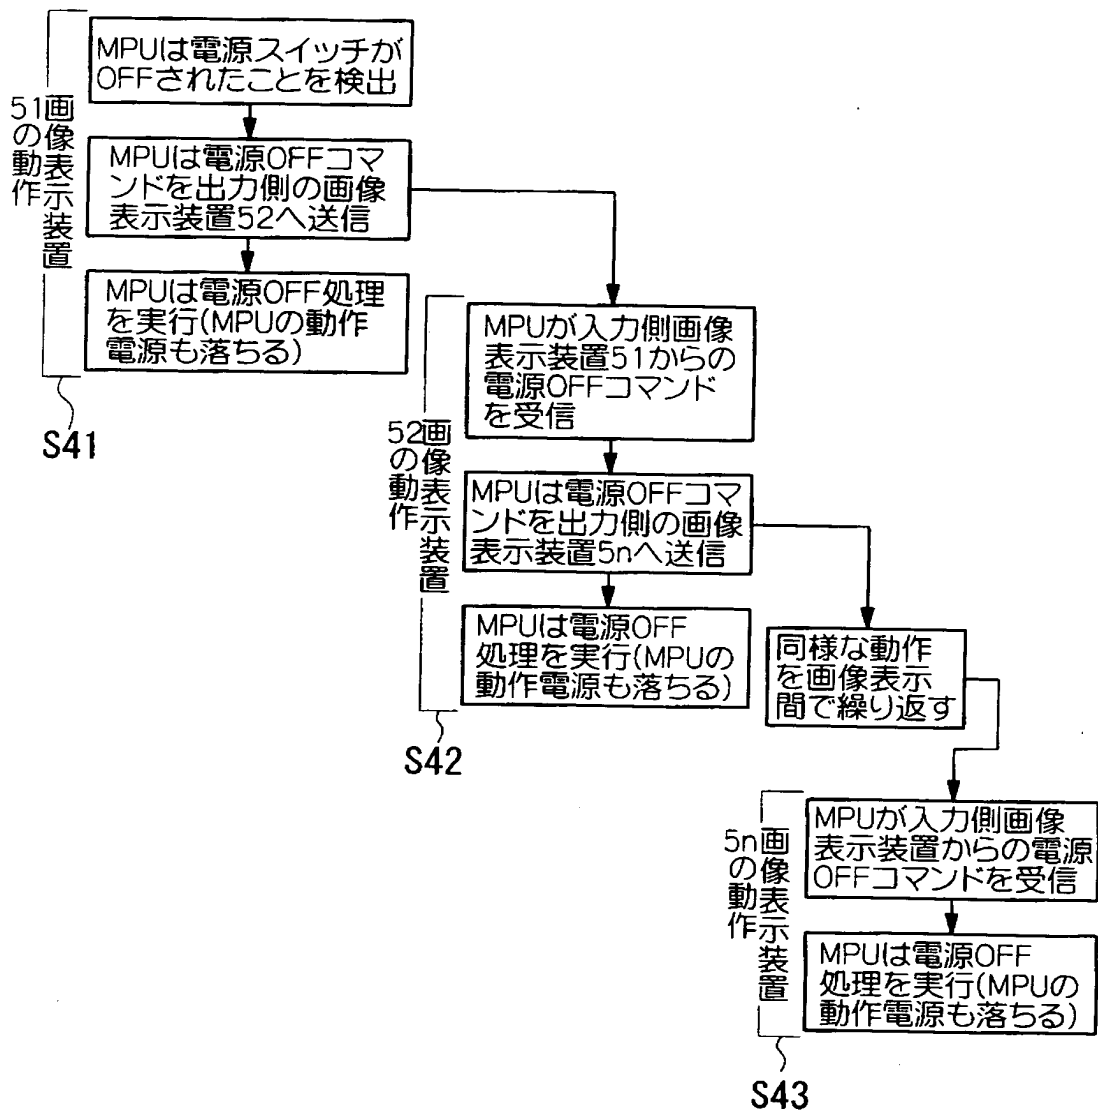 MPUは電源スイッチが
OFFされたことを検出
画像表示装置
51の動作
MPUは電源OFFコマ
ンドを出力側の画像
表示装置52へ送信
MPUは電源OFF処理
を実行(MPUの動作
電源も落ちる)
S41
MPUが入力側画像
表示装置51からの
電源OFFコマンド
を受信
画像表示装置
52の動作
MPUは電源OFFコマ
ンドを出力側の画像
表示装置5nへ送信
MPUは電源OFF
処理を実行(MPUの
動作電源も落ちる)
S42
同様な動作
を画像表示
間で繰り返す
MPUが入力側画像
表示装置からの電源
OFFコマンドを受信
画像表示装置
5nの動作
MPUは電源OFF
処理を実行(MPUの
動作電源も落ちる)
S43